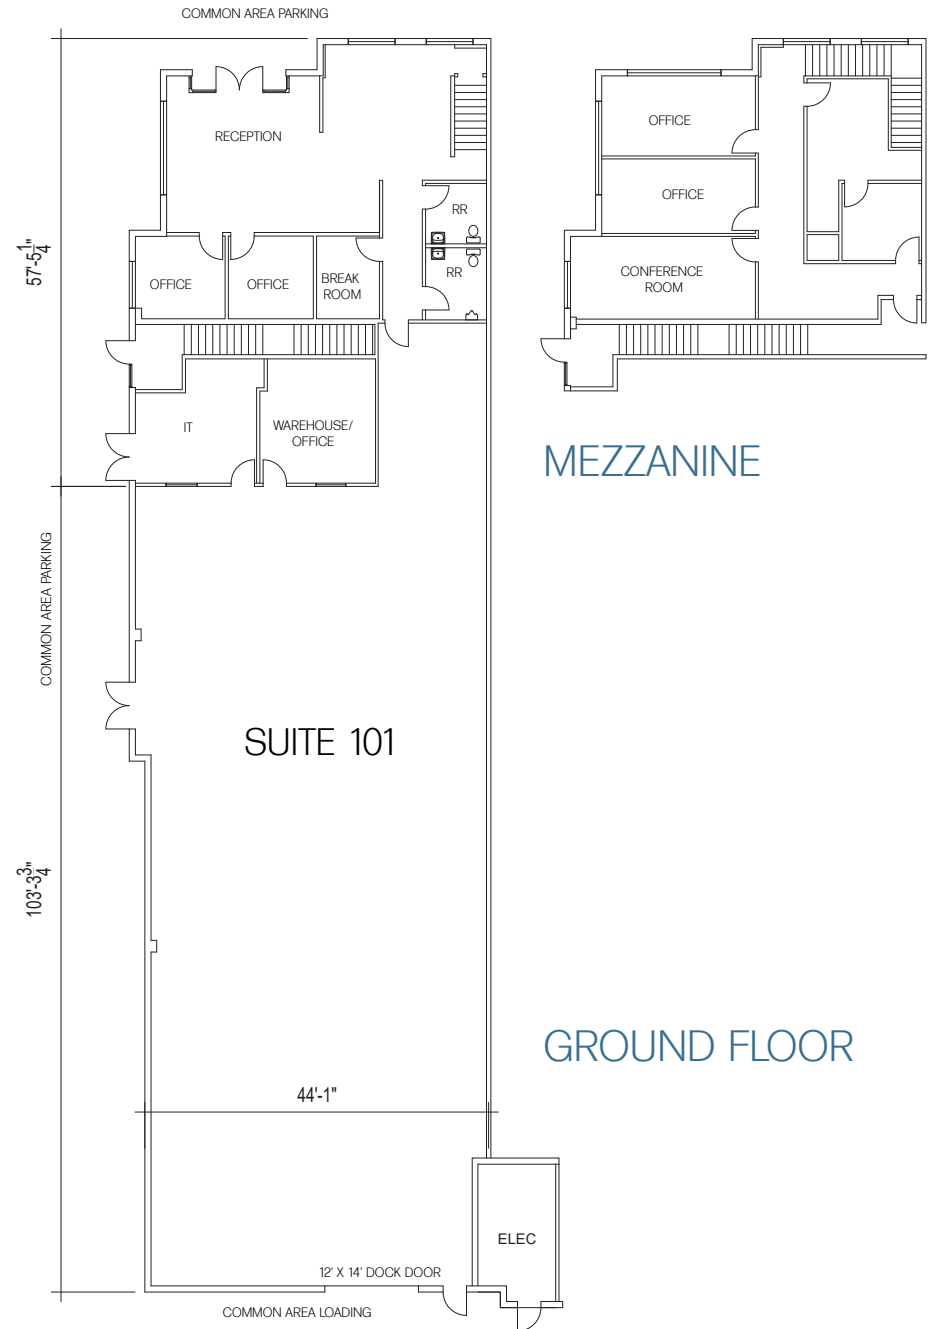 COMMON AREA PARKING
RECEPTION
OFFICE
RR
OFFICE
57'-5 1/4"
RR
OFFICE
OFFICE
BREAK
ROOM
CONFERENCE
ROOM
IT
WAREHOUSE/
OFFICE
MEZZANINE
COMMON AREA PARKING
SUITE 101
103'-3 3/4"
GROUND FLOOR
44'-1"
ELEC
12' X 14' DOCK DOOR
COMMON AREA LOADING